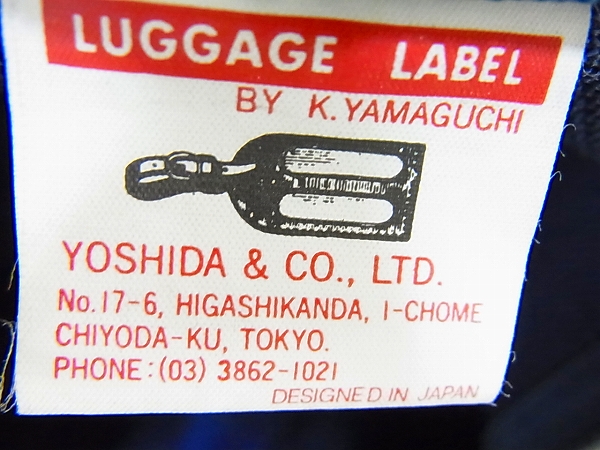 LUGGAGE LABEL
BY K.YAMAGUCHI
YOSHIDA & CO., LTD.
No.17-6, HIGASHIKANDA, 1-CHOME
CHIYODA-KU, TOKYO.
PHONE:(03) 3862-1021
DESIGNED IN JAPAN